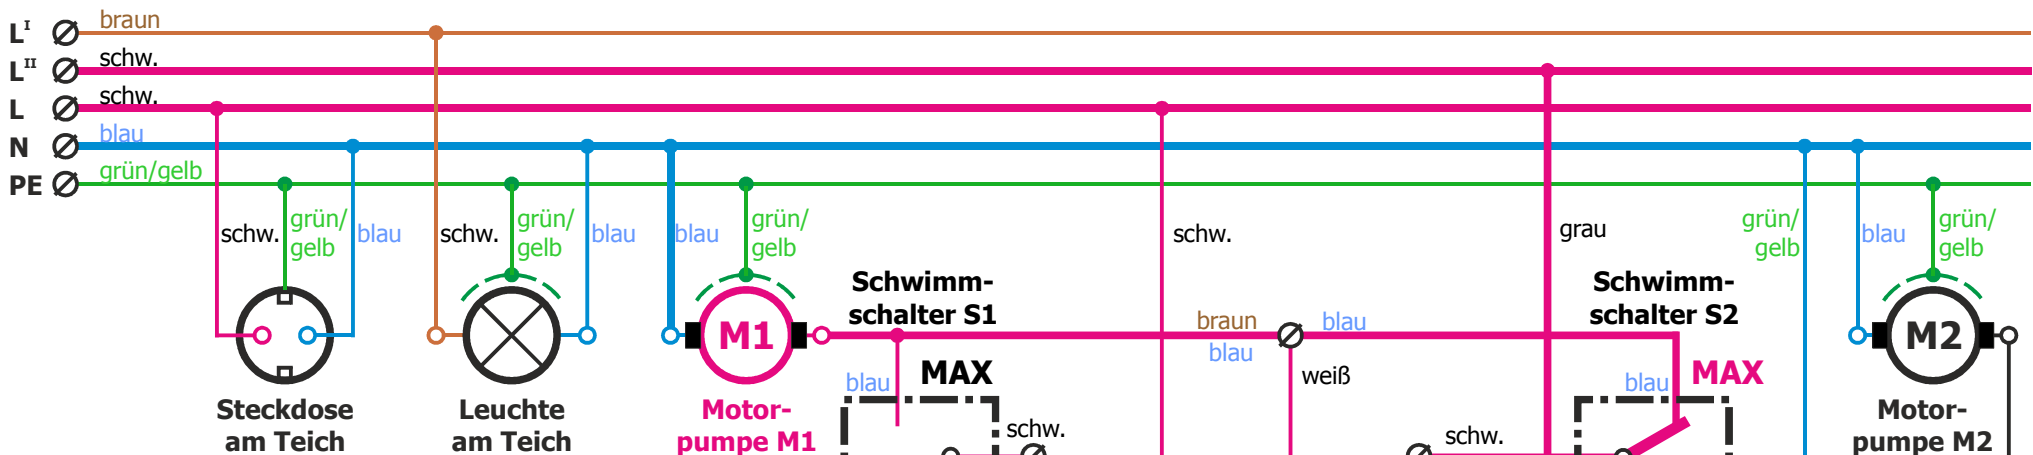 L^I braun
L^II schw.
L schw.
N blau
PE grün/gelb
schw.
grün/
gelb
blau
schw.
grün/
gelb
blau
blau
grün/
gelb
schw.
grau
grün/
gelb
blau
grün/
gelb
Schwimm-
schalter S1
Schwimm-
schalter S2
braun
blau
blau
weiß
M1
M2
blau
MAX
blau
MAX
Steckdose
am Teich
Leuchte
am Teich
Motor-
pumpe M1
schw.
schw.
Motor-
pumpe M2